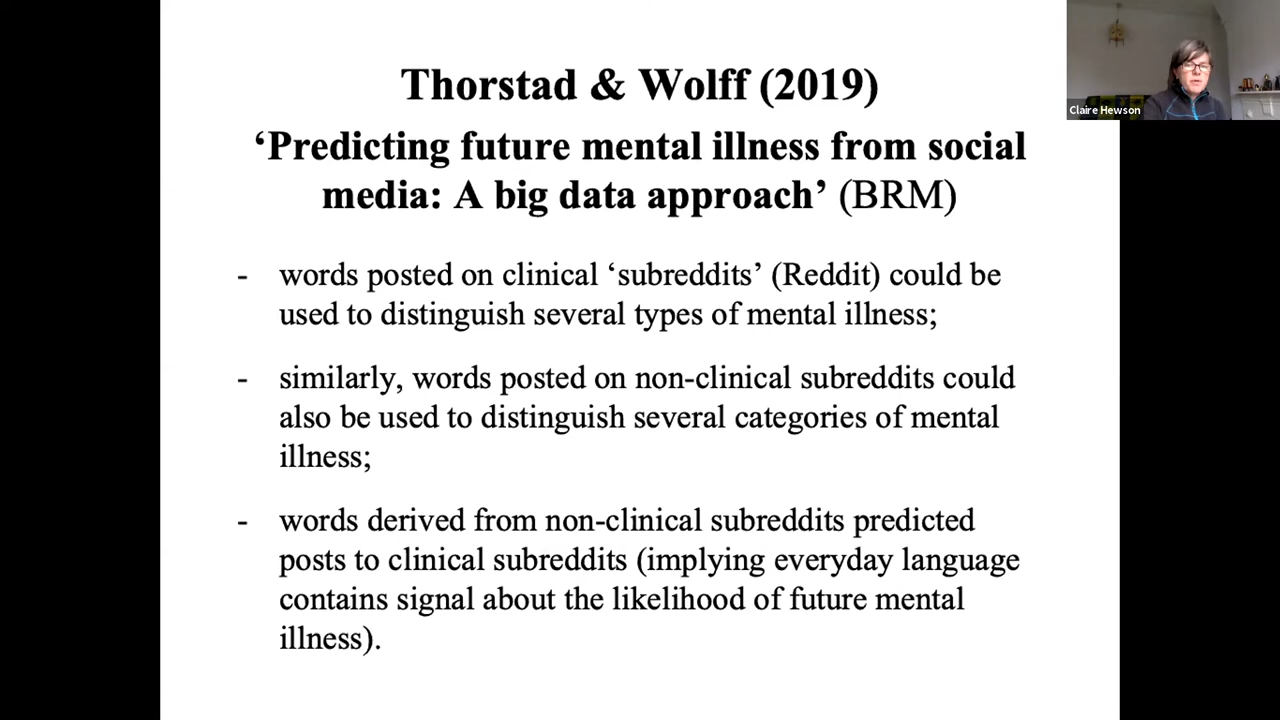 Thorstad & Wolff (2019)
‘Predicting future mental illness from social
media: A big data approach’ (BRM)
- words posted on clinical ‘subreddits’ (Reddit) could be
used to distinguish several types of mental illness;
- similarly, words posted on non-clinical subreddits could
also be used to distinguish several categories of mental
illness;
- words derived from non-clinical subreddits predicted
posts to clinical subreddits (implying everyday language
contains signal about the likelihood of future mental
illness).
Claire Hewson